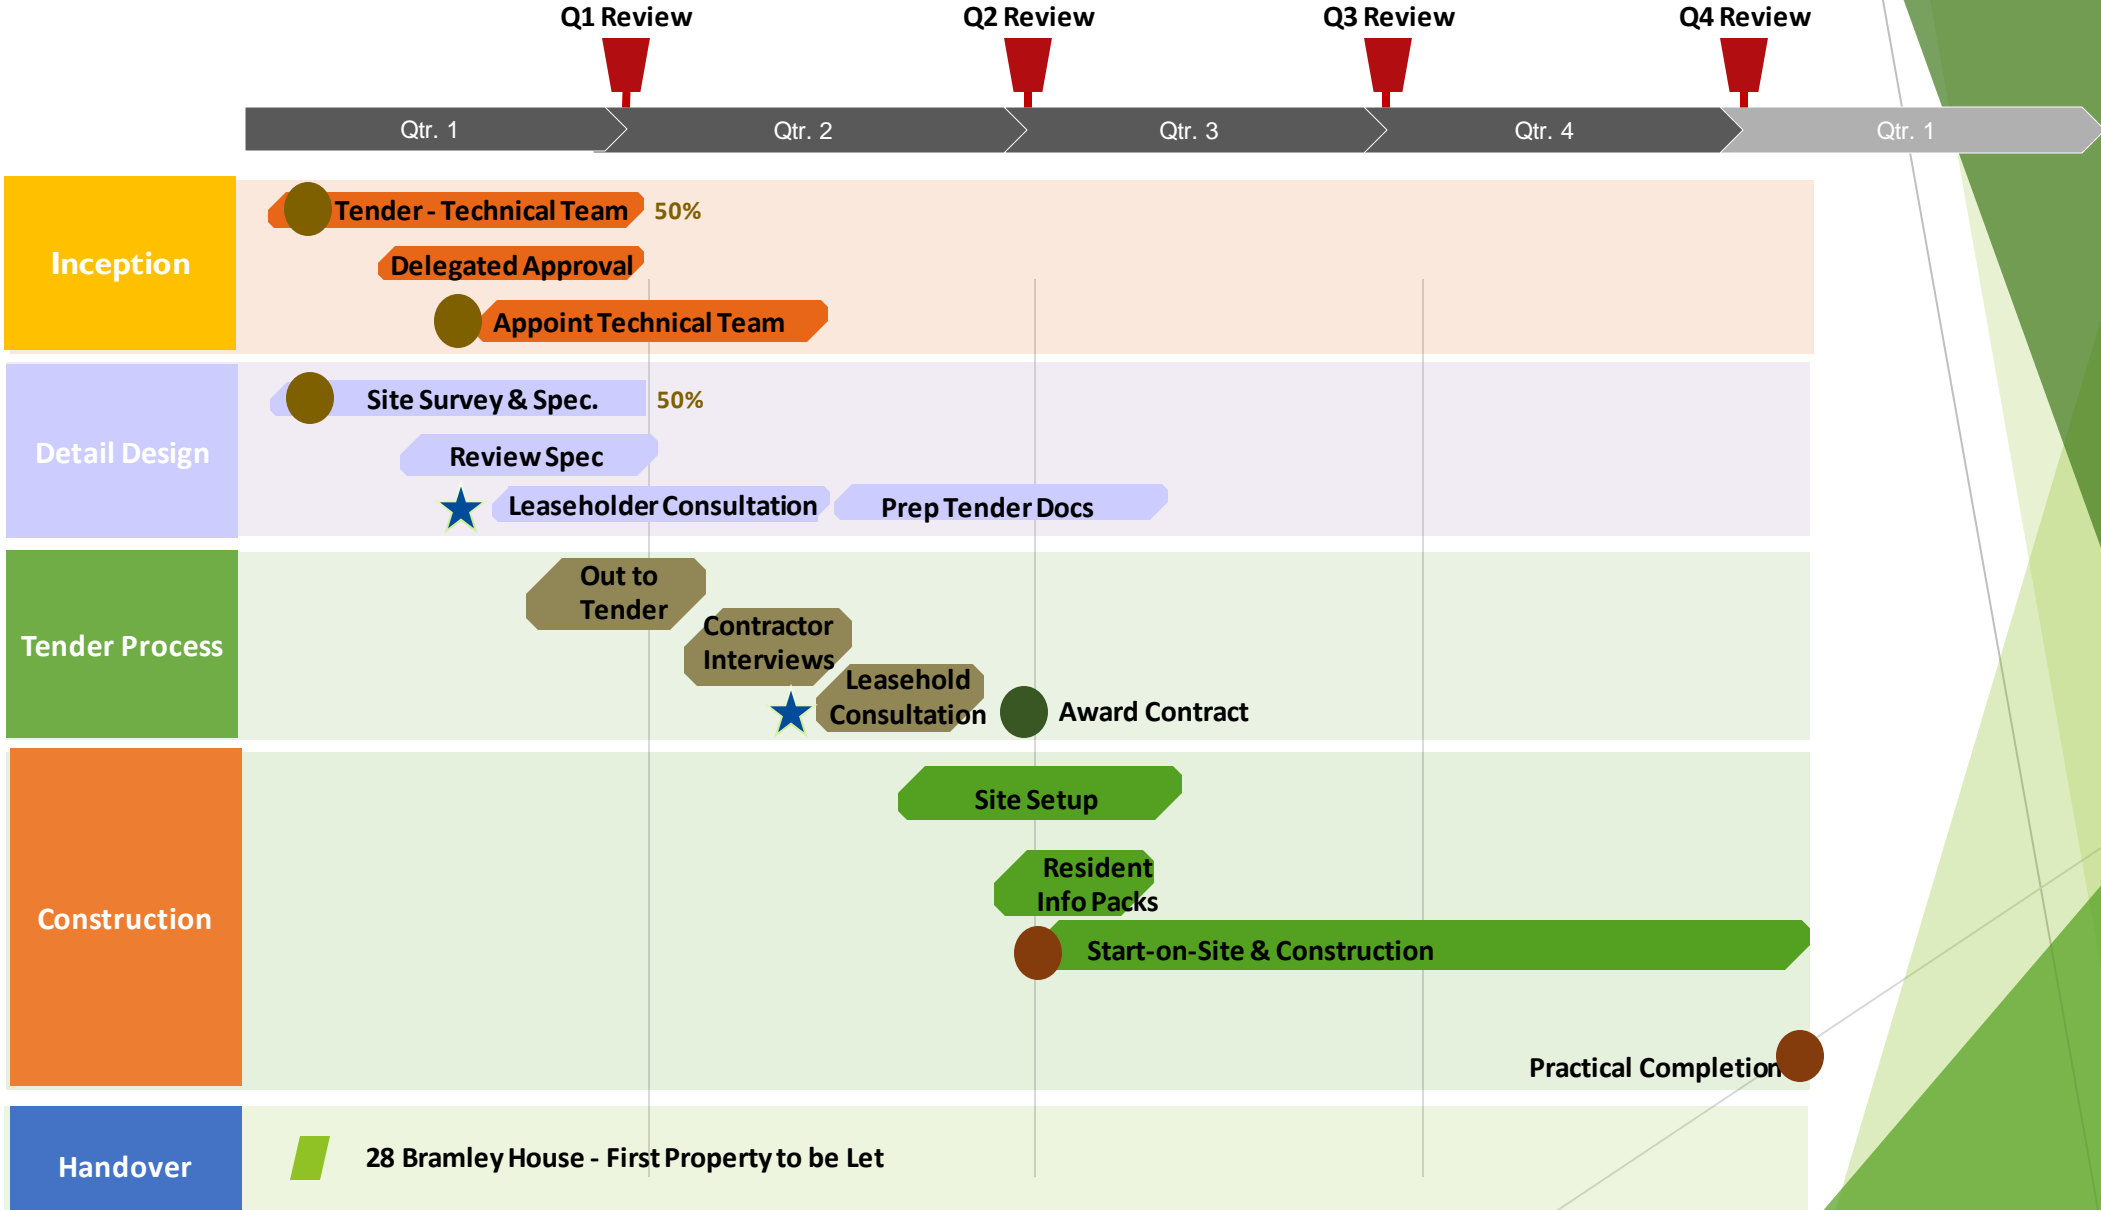 Q1 Review
Q2 Review
Q3 Review
Q4 Review
Qtr. 1
Qtr. 2
Qtr. 3
Qtr. 4
Qtr. 1
Inception
Tender - Technical Team
50%
Delegated Approval
Appoint Technical Team
Detail Design
Site Survey & Spec.
50%
Review Spec
Leaseholder Consultation
Prep Tender Docs
Tender Process
Out to
Tender
Contractor
Interviews
Leasehold
Consultation
Award Contract
Construction
Site Setup
Resident
Info Packs
Start-on-Site & Construction
Practical Completion
Handover
28 Bramley House - First Property to be Let